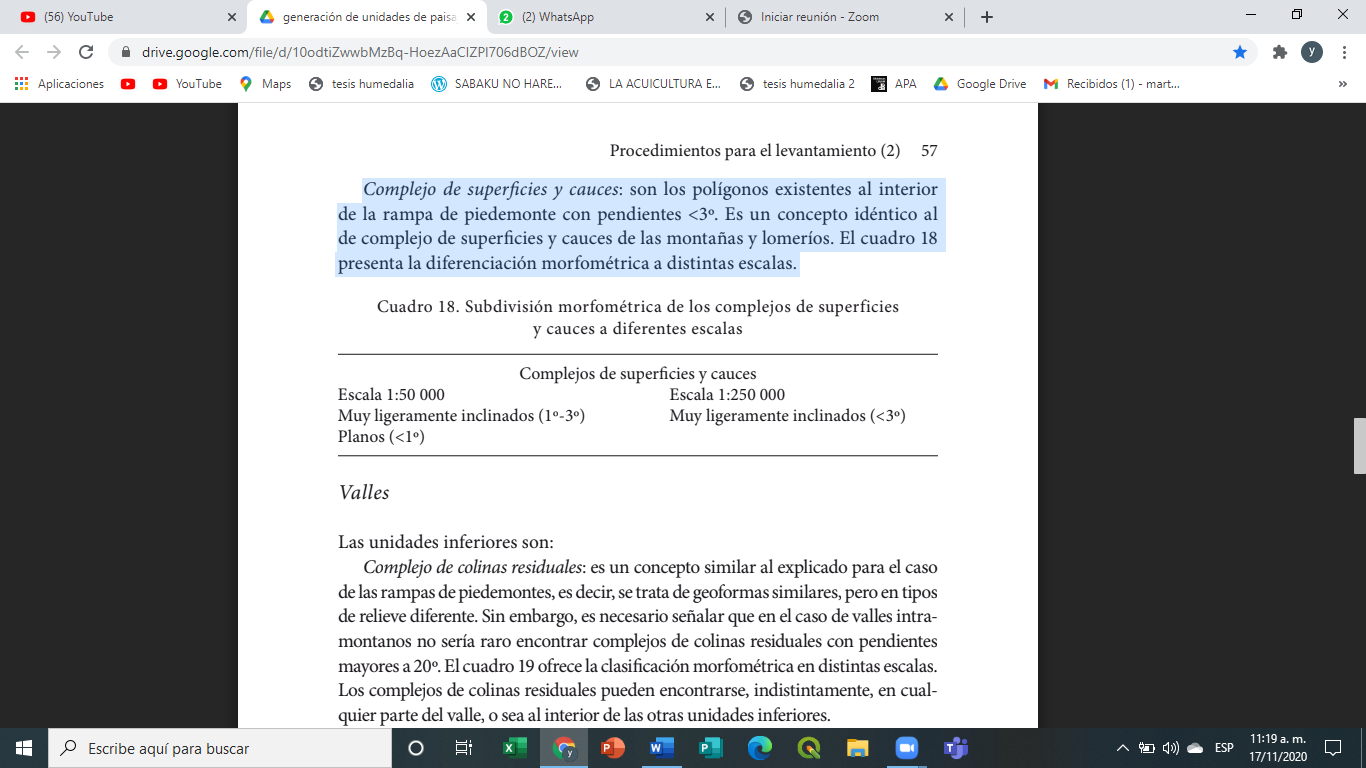 (56) YouTube
generación de unidades de paisa
(2) WhatsApp
Iniciar reunión - Zoom
drive.google.com/file/d/10odtiZwwbMzBq-HoezAaClZPl706dBOZ/view
y
Aplicaciones
YouTube
Maps
tesis humedalia
SABAKU NO HARE...
LA ACUICULTURA E...
tesis humedalia 2
APA
Google Drive
Recibidos (1) - mart...
»
Procedimientos para el levantamiento (2) 57
Complejo de superficies y cauces: son los polígonos existentes al interior
de la rampa de piedemonte con pendientes <3º. Es un concepto idéntico al
de complejo de superficies y cauces de las montañas y lomeríos. El cuadro 18
presenta la diferenciación morfométrica a distintas escalas.
Cuadro 18. Subdivisión morfométrica de los complejos de superficies
y cauces a diferentes escalas
Complejos de superficies y cauces
Escala 1:50 000 Escala 1:250 000
Muy ligeramente inclinados (1º-3º) Muy ligeramente inclinados (<3º)
Planos (<1º)
Valles
Las unidades inferiores son:
Complejo de colinas residuales: es un concepto similar al explicado para el caso
de las rampas de piedemontes, es decir, se trata de geoformas similares, pero en tipos
de relieve diferente. Sin embargo, es necesario señalar que en el caso de valles intra-
montanos no sería raro encontrar complejos de colinas residuales con pendientes
mayores a 20º. El cuadro 19 ofrece la clasificación morfométrica en distintas escalas.
Los complejos de colinas residuales pueden encontrarse, indistintamente, en cual-
quier parte del valle, o sea al interior de las otras unidades inferiores.
Escribe aquí para buscar
ESP
11:19 a. m.
17/11/2020